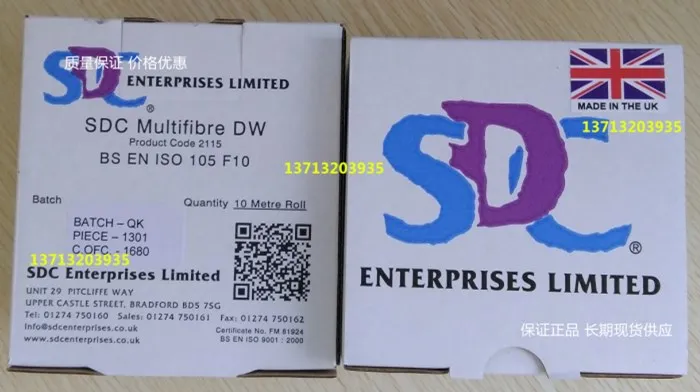 质量保证 价格优惠
SDC
ENTERPRISES LIMITED
®
SDC Multifibre DW
Product Code 2115
BS EN ISO 105 F10
13713203935
Batch
Quantity 10 Metre Roll
BATCH – QK
PIECE – 1301
C.OFC. – 1680
13713203935
SDC Enterprises Limited
UNIT 29 PITCLIFFE WAY
UPPER CASTLE STREET, BRADFORD BD5 7SG
Tel: 01274 750160 Sales: 01274 750161 Fax: 01274 750162
Info@sdcenterprises.co.uk
www.sdcenterprises.co.uk
Certificate No. FM 81924
BS EN ISO 9001 : 2000
MADE IN THE UK
13713203935
SDC
®
ENTERPRISES LIMITED
保证正品 长期现货供应